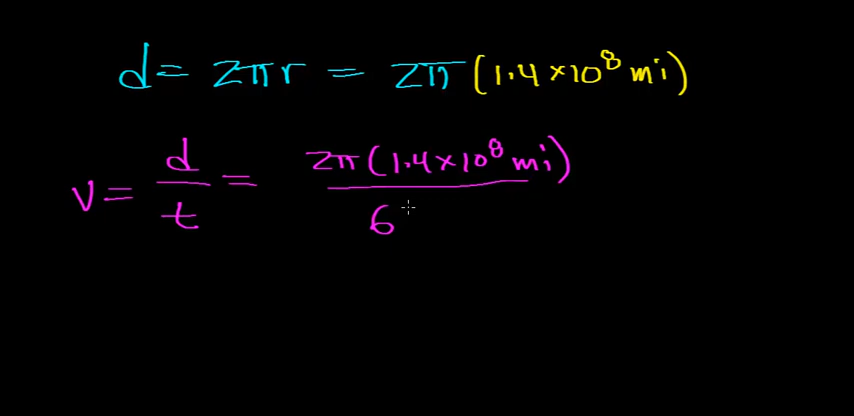 d = 2πr = 2π(1.4×10⁸ mi)
v = d/t = 2π(1.4×10⁸ mi)/6